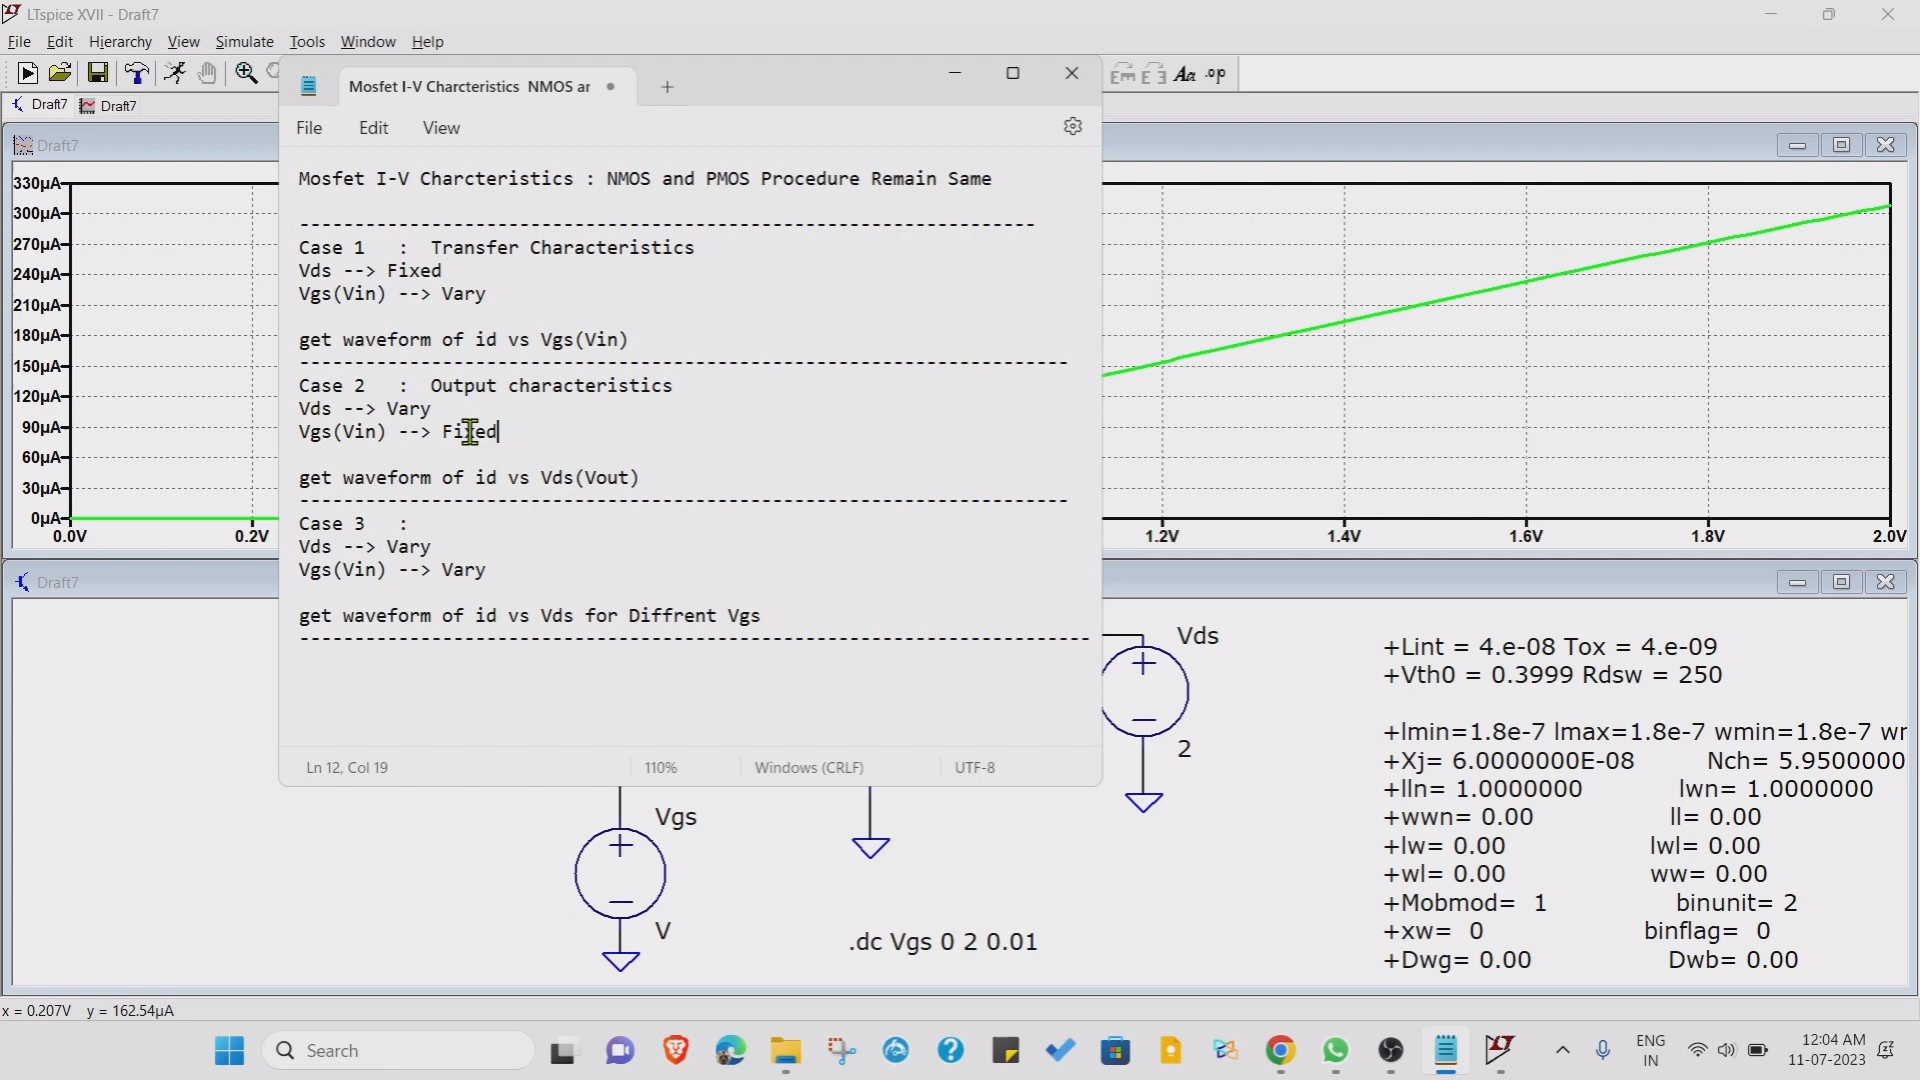 LTspice XVII - Draft7
File Edit Hierarchy View Simulate Tools Window Help
Draft7 Draft7
Mosfet I-V Charcteristics NMOS ar
File Edit View
Mosfet I-V Charcteristics : NMOS and PMOS Procedure Remain Same
-------------------------------------------------------------------
Case 1 : Transfer Characteristics
Vds --> Fixed
Vgs(Vin) --> Vary
get waveform of id vs Vgs(Vin)
----------------------------------------------------------------------
Case 2 : Output characteristics
Vds --> Vary
Vgs(Vin) --> Fixed
get waveform of id vs Vds(Vout)
----------------------------------------------------------------------
Case 3 :
Vds --> Vary
Vgs(Vin) --> Vary
get waveform of id vs Vds for Diffrent Vgs
------------------------------------------------------------------------
Ln 12, Col 19 110% Windows (CRLF) UTF-8
Aa .op
Draft7
330µA
300µA
270µA
240µA
210µA
180µA
150µA
120µA
90µA
60µA
30µA
0µA
0.0V 0.2V 1.2V 1.4V 1.6V 1.8V 2.0V
Draft7
Vds
2
Vgs
V
.dc Vgs 0 2 0.01
+Lint = 4.e-08 Tox = 4.e-09
+Vth0 = 0.3999 Rdsw = 250
+lmin=1.8e-7 lmax=1.8e-7 wmin=1.8e-7 wr
+Xj= 6.0000000E-08 Nch= 5.9500000
+lln= 1.0000000 lwn= 1.0000000
+wwn= 0.00 ll= 0.00
+lw= 0.00 lwl= 0.00
+wl= 0.00 ww= 0.00
+Mobmod= 1 binunit= 2
+xw= 0 binflag= 0
+Dwg= 0.00 Dwb= 0.00
x = 0.207V y = 162.54µA
Search
ENG
IN
12:04 AM
11-07-2023